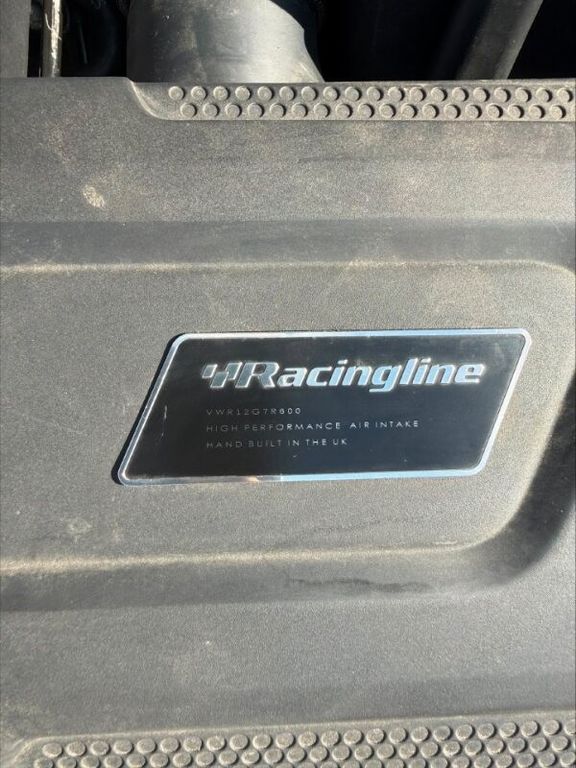 Racingline
VWR12G7R600
HIGH PERFORMANCE AIR INTAKE
HAND BUILT IN THE UK